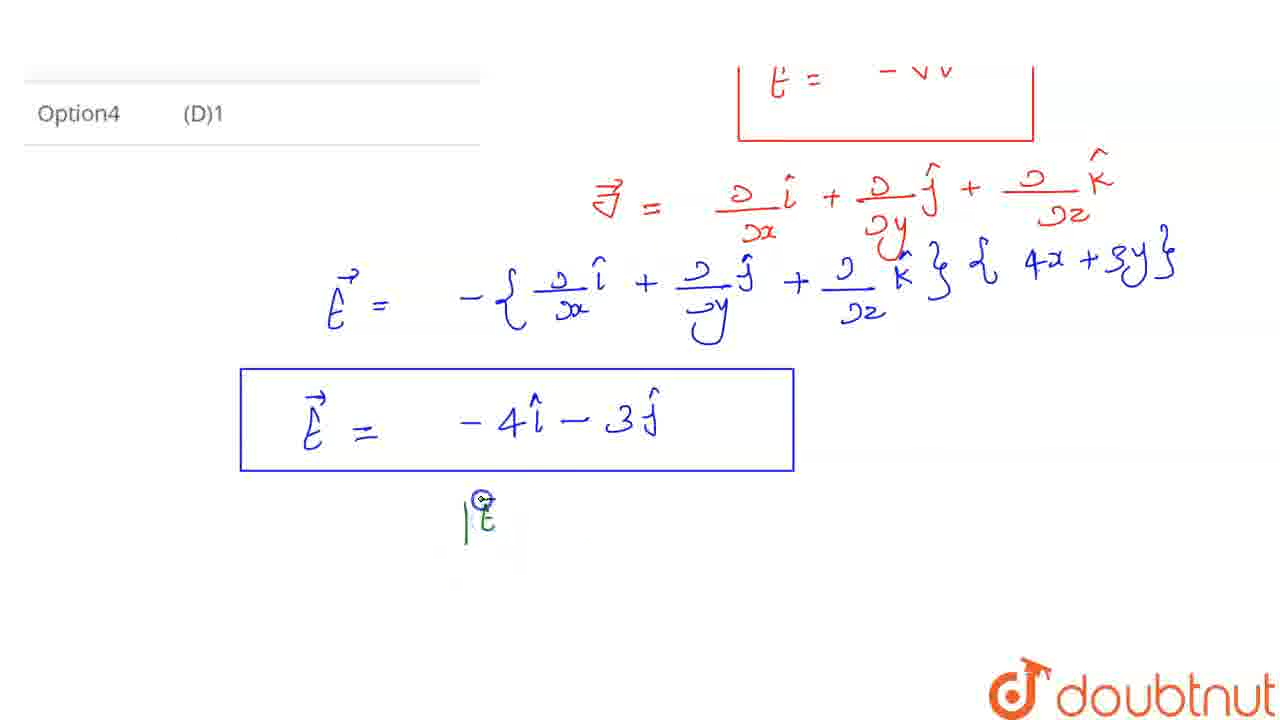 Option4 (D)1
E = - ∇V
∇⃗ = ∂/∂x î + ∂/∂y ĵ + ∂/∂z k̂
E⃗ = -{ ∂/∂x î + ∂/∂y ĵ + ∂/∂z k̂ } { 4x + 3y }
E⃗ = - 4î - 3ĵ
|E⃗
doubtnut